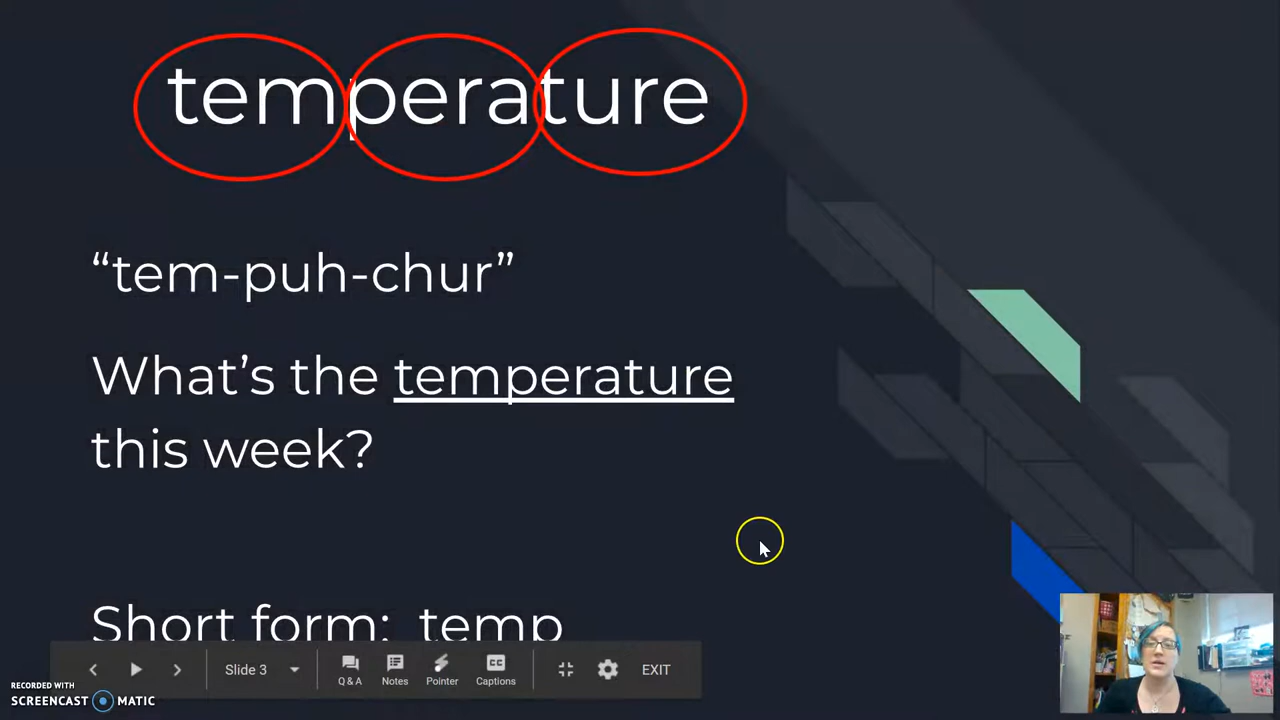 temperature
“tem-puh-chur”
What’s the temperature
this week?
Short form: temp
Slide 3
Q & A
Notes
Pointer
CC
Captions
EXIT
RECORDED WITH
SCREENCAST MATIC